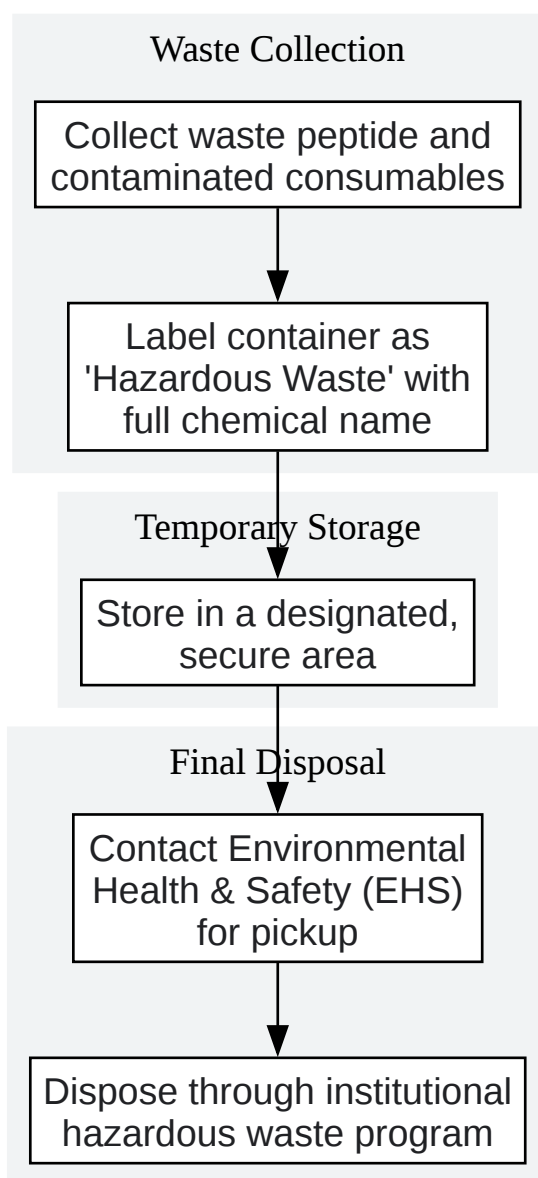 Waste Collection
Collect waste peptide and
contaminated consumables
Label container as
'Hazardous Waste' with
full chemical name
Temporary Storage
Store in a designated,
secure area
Final Disposal
Contact Environmental
Health & Safety (EHS)
for pickup
Dispose through institutional
hazardous waste program